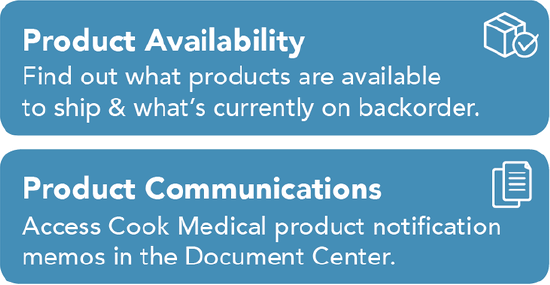 Product Availability
Find out what products are available
to ship & what's currently on backorder.
Product Communications
Access Cook Medical product notification
memos in the Document Center.